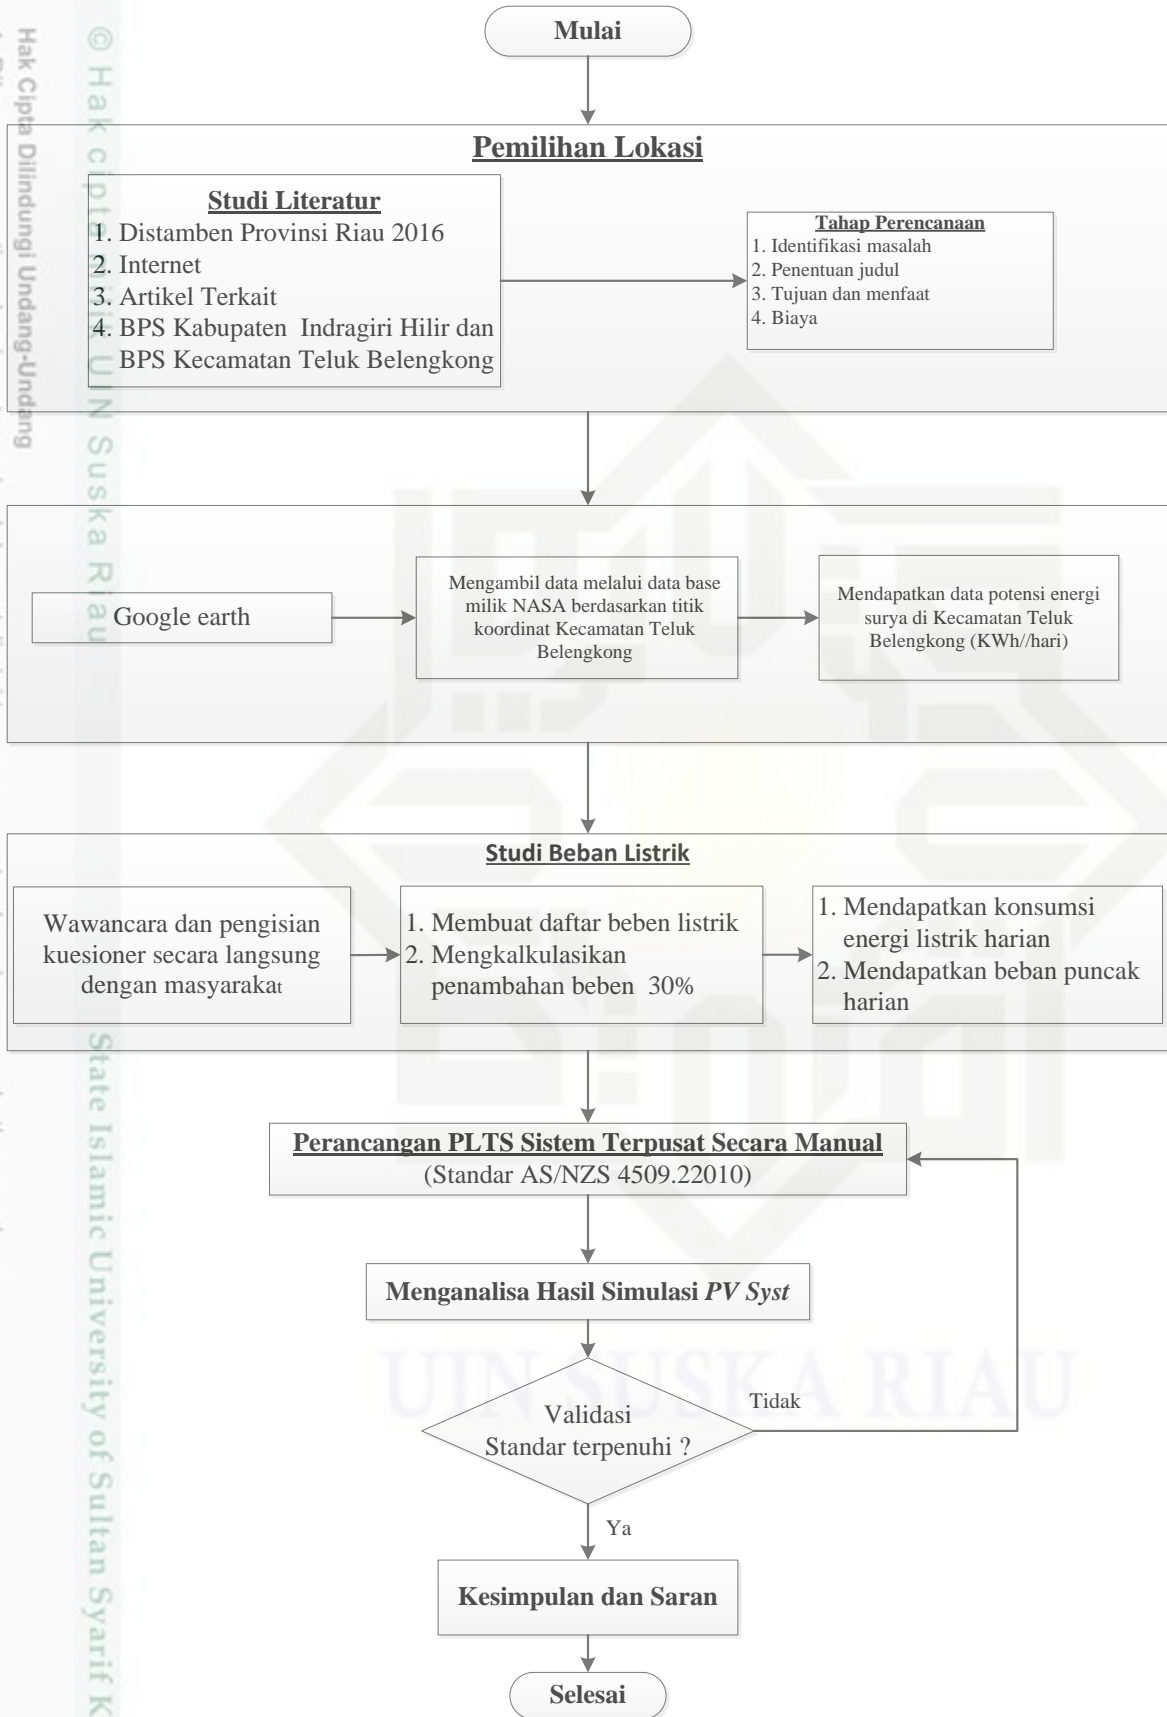 Mulai
© Hak cipta milik UIN Suska Riau
Hak Cipta Dilindungi Undang-Undang
Pemilihan Lokasi
Studi Literatur
1. Distamben Provinsi Riau 2016
2. Internet
3. Artikel Terkait
4. BPS Kabupaten Indragiri Hilir dan
BPS Kecamatan Teluk Belengkong
Tahap Perencanaan
1. Identifikasi masalah
2. Penentuan judul
3. Tujuan dan menfaat
4. Biaya
Google earth
Mengambil data melalui data base
milik NASA berdasarkan titik
koordinat Kecamatan Teluk
Belengkong
Mendapatkan data potensi energi
surya di Kecamatan Teluk
Belengkong (KWh//hari)
Studi Beban Listrik
Wawancara dan pengisian
kuesioner secara langsung
dengan masyarakat
1. Membuat daftar beben listrik
2. Mengkalkulasikan
penambahan beben 30%
1. Mendapatkan konsumsi
energi listrik harian
2. Mendapatkan beban puncak
harian
State Islamic University of Sultan Syarif K
Perancangan PLTS Sistem Terpusat Secara Manual
(Standar AS/NZS 4509.22010)
Menganalisa Hasil Simulasi PV Syst
UIN SUSKA RIAU
Validasi
Standar terpenuhi ?
Tidak
Ya
Kesimpulan dan Saran
Selesai